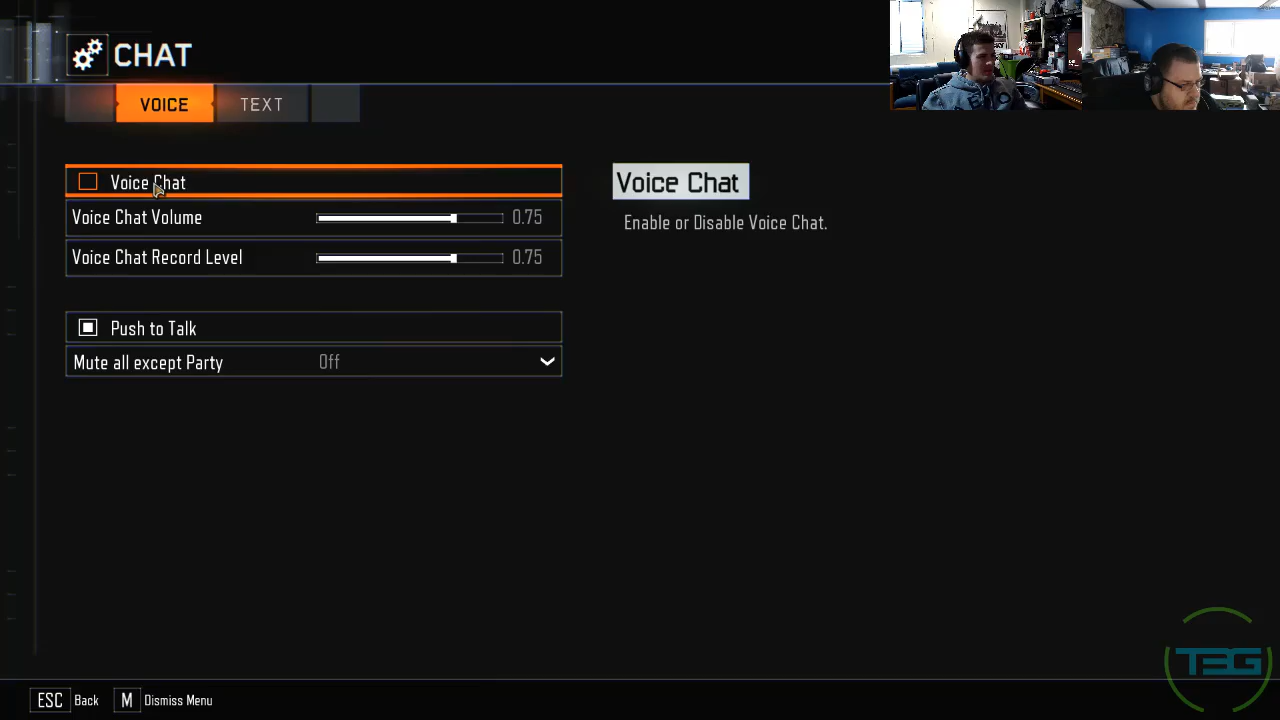 CHAT
VOICE
TEXT
Voice Chat
Voice Chat Volume 0.75
Voice Chat Record Level 0.75
Push to Talk
Mute all except Party Off
Voice Chat
Enable or Disable Voice Chat.
TBG
ESC Back M Dismiss Menu